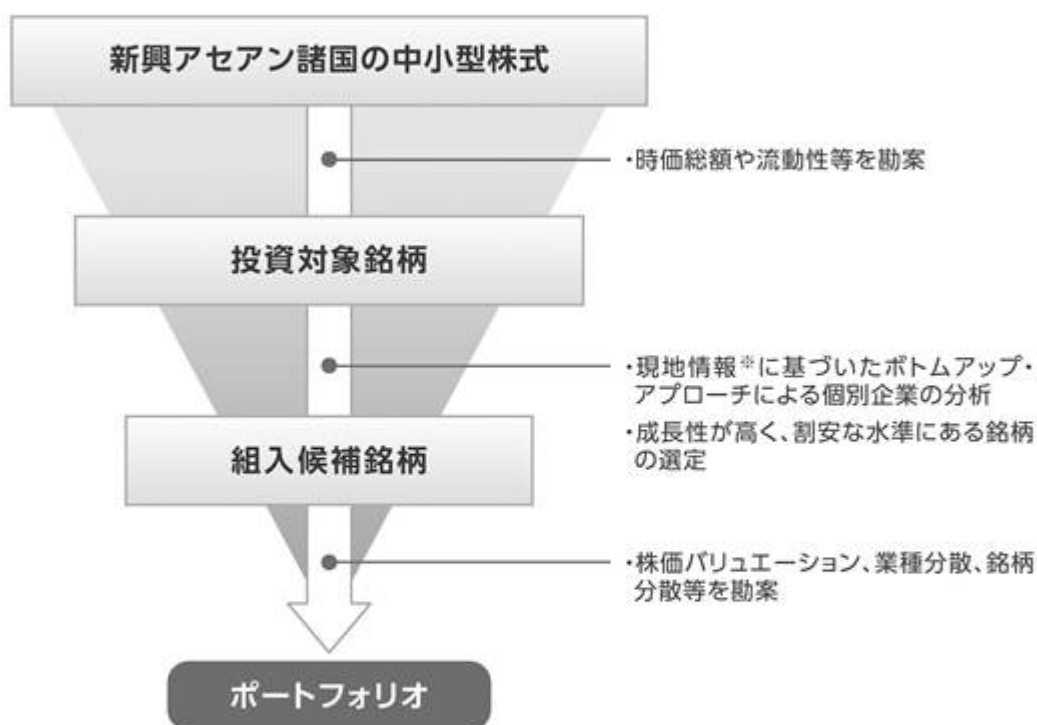 新興アセアン諸国の中小型株式
・時価総額や流動性等を勘案
投資対象銘柄
・現地情報※に基づいたボトムアップ・
アプローチによる個別企業の分析
・成長性が高く、割安な水準にある銘柄
の選定
組入候補銘柄
・株価バリュエーション、業種分散、銘柄
分散等を勘案
ポートフォリオ